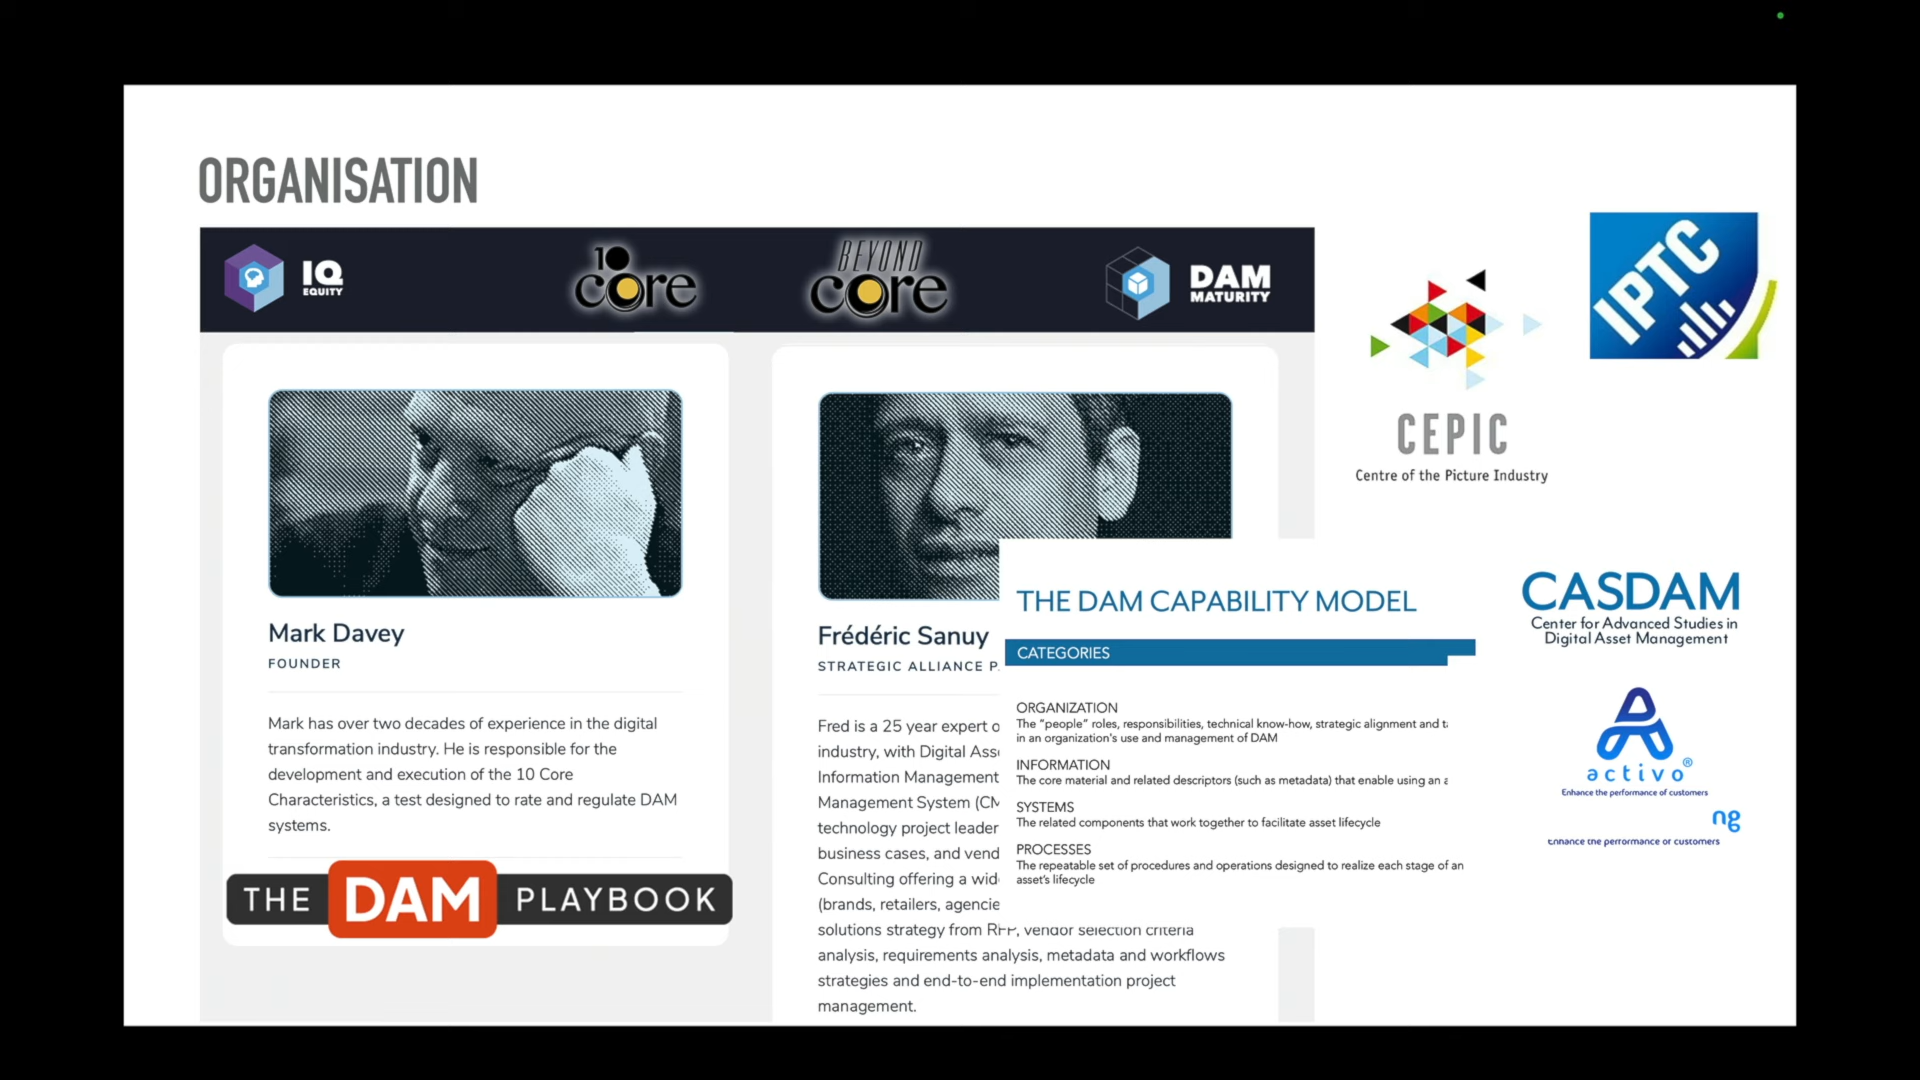 ORGANISATION
IQ
EQUITY
10
core
BEYOND
core
DAM
MATURITY
Mark Davey
FOUNDER
Mark has over two decades of experience in the digital
transformation industry. He is responsible for the
development and execution of the 10 Core
Characteristics, a test designed to rate and regulate DAM
systems.
THE DAM PLAYBOOK
Frédéric Sanuy
STRATEGIC ALLIANCE P
Fred is a 25 year expert o
industry, with Digital Ass
Information Management
Management System (CM
technology project leader
business cases, and vend
Consulting offering a wid
(brands, retailers, agencie
solutions strategy from RFP, vendor selection criteria
analysis, requirements analysis, metadata and workflows
strategies and end-to-end implementation project
management.
THE DAM CAPABILITY MODEL
CATEGORIES
ORGANIZATION
The “people” roles, responsibilities, technical know-how, strategic alignment and
in an organization's use and management of DAM
INFORMATION
The core material and related descriptors (such as metadata) that enable using an
SYSTEMS
The related components that work together to facilitate asset lifecycle
PROCESSES
The repeatable set of procedures and operations designed to realize each stage of an
asset's lifecycle
CEPIC
Centre of the Picture Industry
IPTC
CASDAM
Center for Advanced Studies in
Digital Asset Management
activo®
Enhance the performance of customers
ng
Enhance the performance of customers